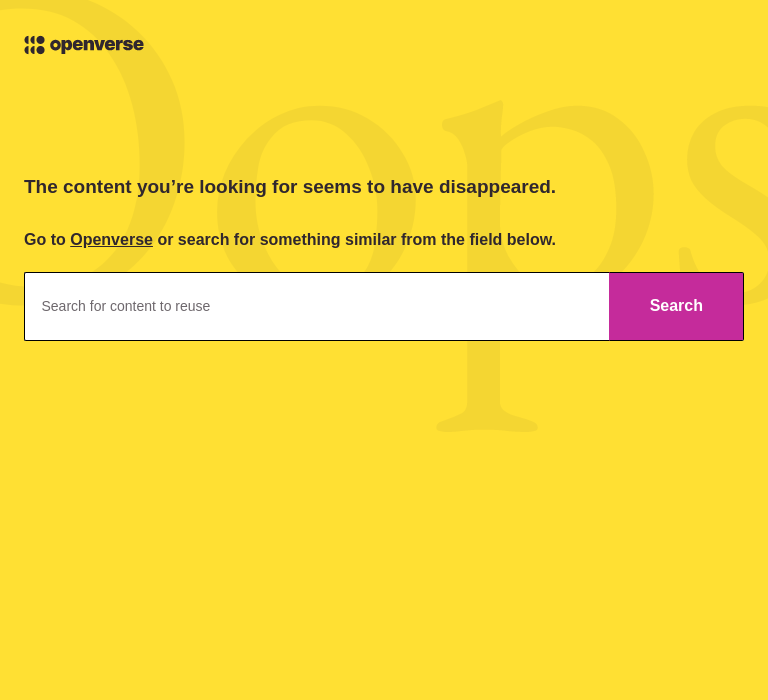 openverse
Oops
The content you’re looking for seems to have disappeared.
Go to Openverse or search for something similar from the field below.
Search for content to reuse
Search